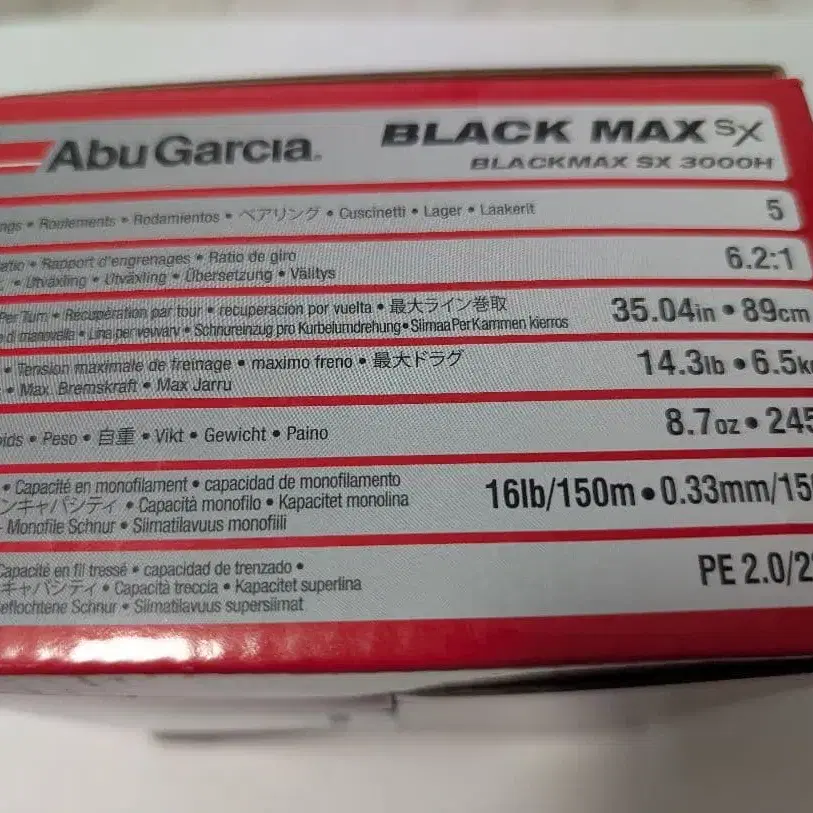 Abu Garcia. BLACK MAX SX
BLACKMAX SX 3000H
ngs • Roulements • Rodamientos • ベアリング • Cuscinetti • Lager • Laakerit 5
atio • Rapport d'engrenages • Ratio de giro
• Utväxling • Utväxling • Übersetzung • Välitys 6.2:1
Per Turn • Récupération par tour • recuperacion por vuelta • 最大ライン巻取
di manovella • Lina per vevvarv • Schnureinzug pro Kurbelumdrehung • Siimaa Per Kammen kierros 35.04in • 89cm
• Tension maximale de freinage • maximo freno • 最大ドラグ
• Max. Bremskraft • Max Jarru 14.3lb • 6.5k
ids • Peso • 自重 • Vikt • Gewicht • Paino 8.7oz • 245
• Capacité en monofilament • capacidad de monofilamento
ンキャパシティ • Capacità monofilo • Kapacitet monolina
- Monofile Schnur • Siimatilavuus monofiili 16lb/150m • 0.33mm/15
Capacité en fil tressé • capacidad de trenzado •
キャパシティ • Capacità treccia • Kapacitet superlina
eflochtene Schnur • Siimatilavuus supersiimat PE 2.0/2